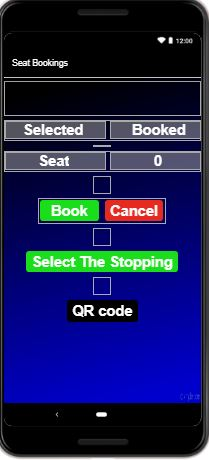 12:00
Seat Bookings
Selected Booked
Seat 0
Book Cancel
Select The Stopping
QR code